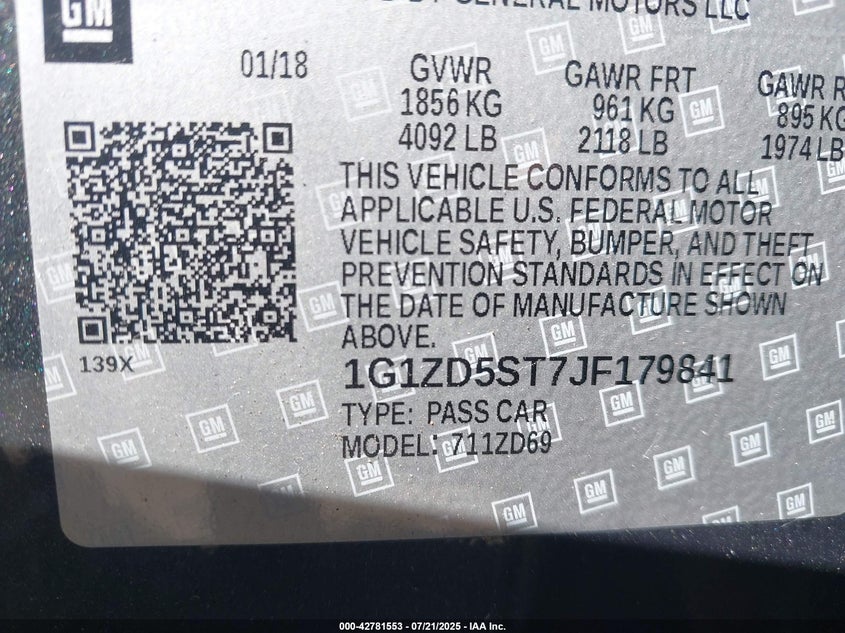 GM
GENERAL MOTORS LLC
01/18
GVWR
1856 KG
4092 LB
GAWR FRT
961 KG
2118 LB
GAWR R
895 KG
1974 LB
THIS VEHICLE CONFORMS TO ALL
APPLICABLE U.S. FEDERAL MOTOR
VEHICLE SAFETY, BUMPER, AND THEFT
PREVENTION STANDARDS IN EFFECT ON
THE DATE OF MANUFACTURE SHOWN
ABOVE.
139X
1G1ZD5ST7JF179841
TYPE: PASS CAR
MODEL: 711ZD69
000-42781553 - 07/21/2025 - IAA Inc.